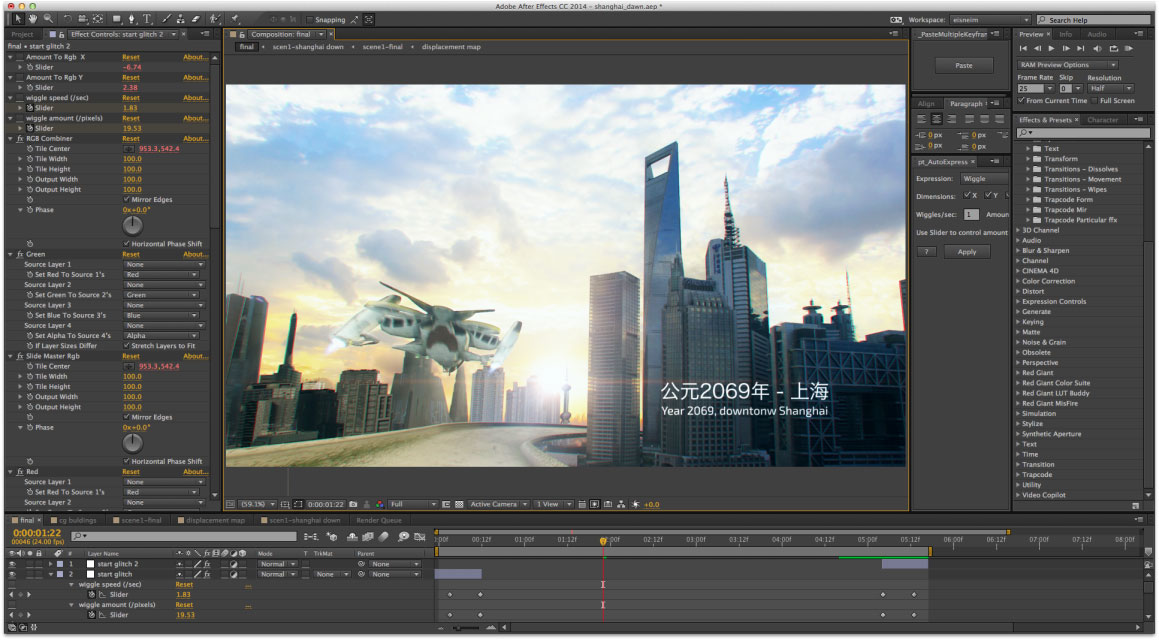 Adobe After Effects CC 2014 – shanghai_dawn.aep *
Snapping
Workspace: eisneim
Search Help
Project
Effect Controls: start glitch 2
final • start glitch 2
Amount To Rgb X Reset About...
Slider -6.74
Amount To Rgb Y Reset About...
Slider 2.38
wiggle speed (/sec) Reset About...
Slider 1.83
wiggle amount (/pixels) Reset About...
Slider 19.53
RGB Combiner Reset About...
Tile Center 953.3,542.4
Tile Width 100.0
Tile Height 100.0
Output Width 100.0
Output Height 100.0
Mirror Edges
Phase 0x+0.0°
Horizontal Phase Shift
Green Reset About...
Source Layer 1 None
Set Red To Source 1's Red
Source Layer 2 None
Set Green To Source 2's Green
Source Layer 3 None
Set Blue To Source 3's Blue
Source Layer 4 None
Set Alpha To Source 4's Alpha
If Layer Sizes Differ Stretch Layers to Fit
Slide Master Rgb Reset About...
Tile Center 953.3,542.4
Tile Width 100.0
Tile Height 100.0
Output Width 100.0
Output Height 100.0
Mirror Edges
Phase 0x+0.0°
Horizontal Phase Shift
Red Reset About...
Source Layer 1 None
Set Red To Source 1's Red
Source Layer 2 None
Set Green To Source 2's Green
Composition: final
final scen1-shanghai down scene1-final displacement map
公元2069年 - 上海
Year 2069, downtonw Shanghai
(59.1%) 0:00:01:22 Full Active Camera 1 View +0.0
_PasteMultipleKeyfram
Paste
Align Paragraph
0 px 0 px
0 px 0 px
pt_AutoExpress
Expression: Wiggle
Dimensions: X Y
Wiggles/sec: 1 Amoun
Use Slider to control amount
? Apply
Preview Info Audio
RAM Preview Options
Frame Rate Skip Resolution
25 0 Half
From Current Time Full Screen
Effects & Presets Character
Text
Transform
Transitions – Dissolves
Transitions – Movement
Transitions – Wipes
Trapcode Form
Trapcode Mir
Trapcode Particular ffx
3D Channel
Audio
Blur & Sharpen
Channel
CINEMA 4D
Color Correction
Distort
Expression Controls
Generate
Keying
Matte
Noise & Grain
Obsolete
Perspective
Red Giant
Red Giant Color Suite
Red Giant LUT Buddy
Red Giant MisFire
Simulation
Stylize
Synthetic Aperture
Text
Time
Transition
Trapcode
Utility
Video Copilot
final cg buldings scene1-final displacement map scen1-shanghai down Render Queue
0:00:01:22
00046 (24.00 fps)
:00f 00:12f 01:00f 01:12f 02:00f 02:12f 03:00f 03:12f 04:00f 04:12f 05:00f 05:12f 06:00f 06:12f 07:00f 07:12f 08:00f
# Layer Name Mode T TrkMat Parent
1 start glitch 2 Normal None
2 start glitch Normal None None
wiggle speed (/sec) Reset ...
Slider 1.83
wiggle amount (/pixels) Reset ...
Slider 19.53